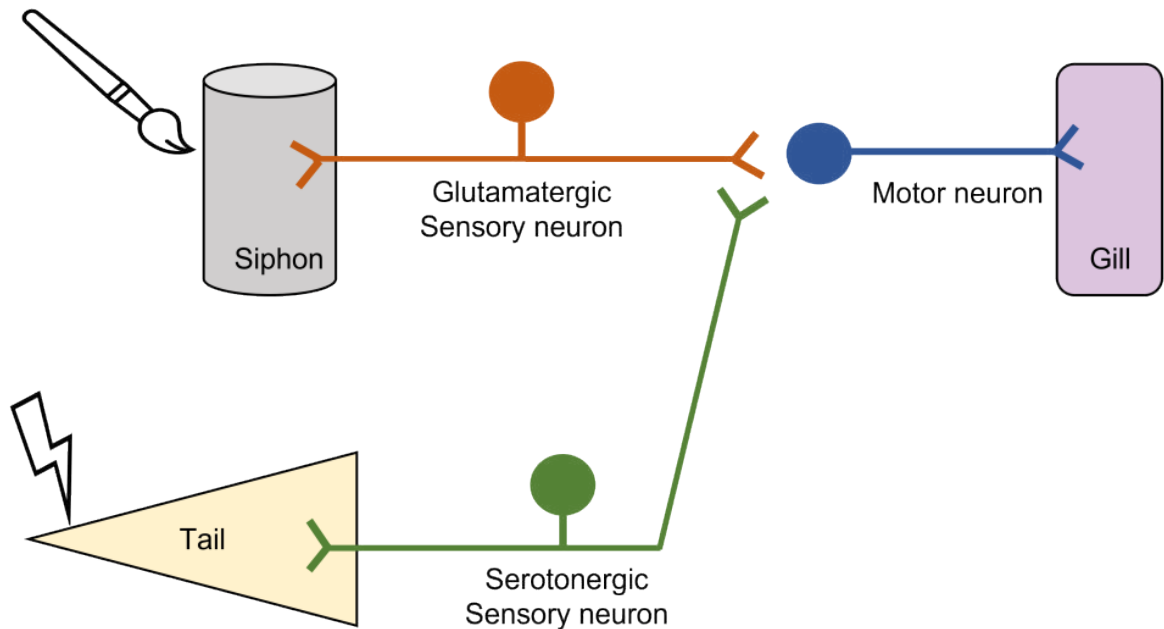 Glutamatergic
Sensory neuron
Motor neuron
Siphon
Gill
Tail
Serotonergic
Sensory neuron